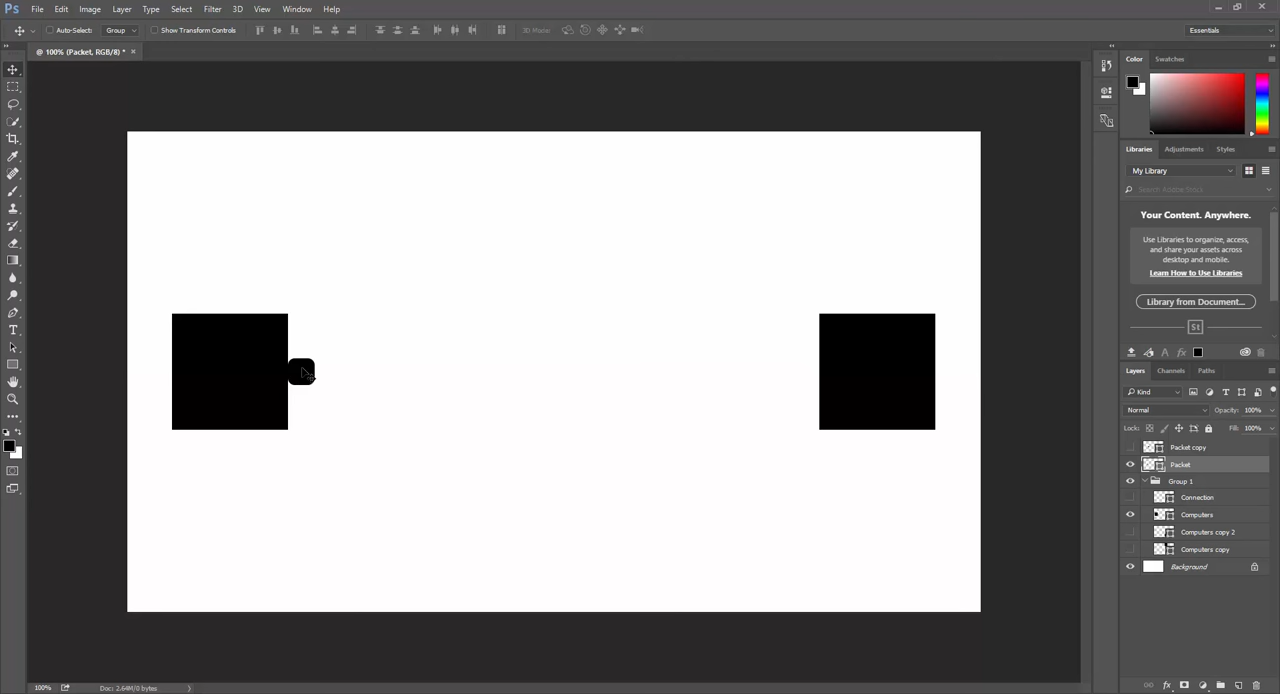 Ps File Edit Image Layer Type Select Filter 3D View Window Help
Auto-Select: Group Show Transform Controls 3D Mode: Essentials
@ 100% (Packet, RGB/8) * ×
Color Swatches
Libraries Adjustments Styles
My Library
Search Adobe Stock
Your Content. Anywhere.
Use Libraries to organize, access,
and share your assets across
desktop and mobile.
Learn How to Use Libraries
Library from Document...
St
Layers Channels Paths
Kind
Normal Opacity: 100%
Lock: Fill: 100%
Packet copy
Packet
Group 1
Connection
Computers
Computers copy 2
Computers copy
Background
100% Doc: 2.64M/0 bytes